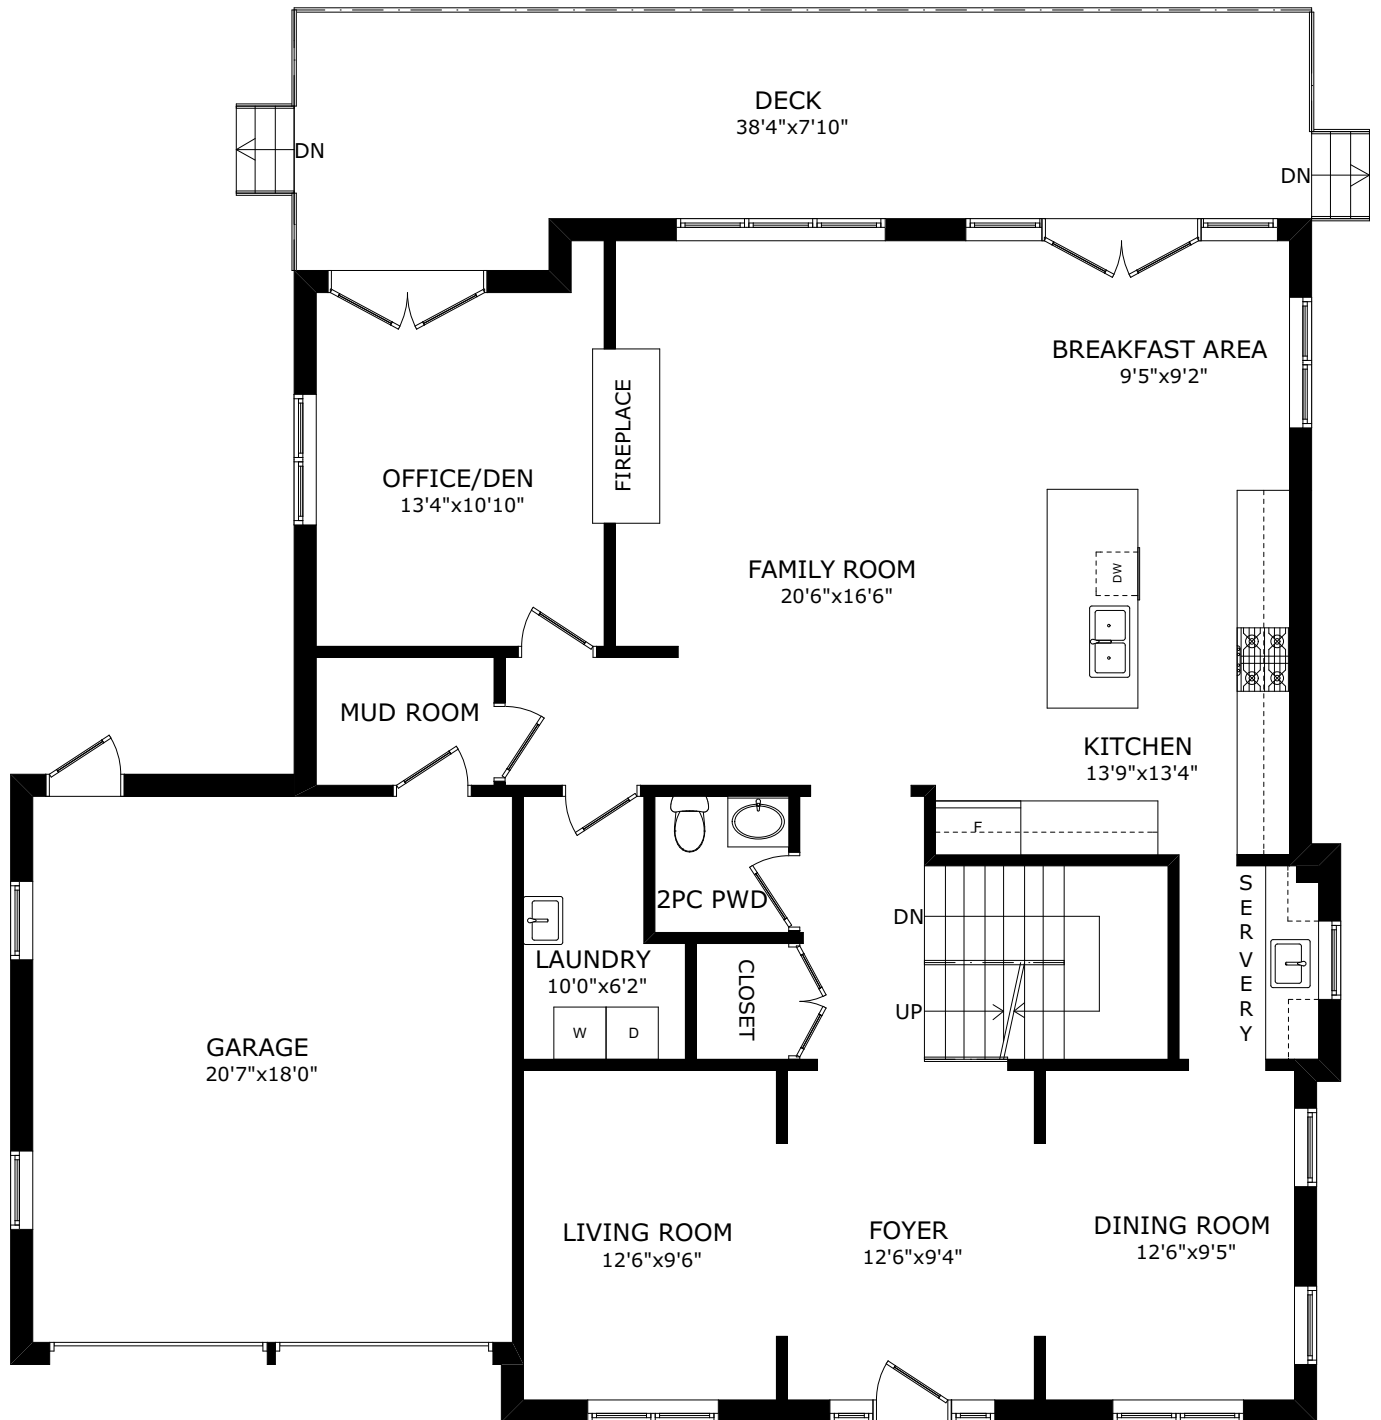 DECK
38'4"x7'10"
DN
DN
BREAKFAST AREA
9'5"x9'2"
FIREPLACE
OFFICE/DEN
13'4"x10'10"
FAMILY ROOM
20'6"x16'6"
DW
MUD ROOM
KITCHEN
13'9"x13'4"
F
2PC PWD
DN
SERVERY
LAUNDRY
10'0"x6'2"
CLOSET
UP
W
D
GARAGE
20'7"x18'0"
LIVING ROOM
12'6"x9'6"
FOYER
12'6"x9'4"
DINING ROOM
12'6"x9'5"